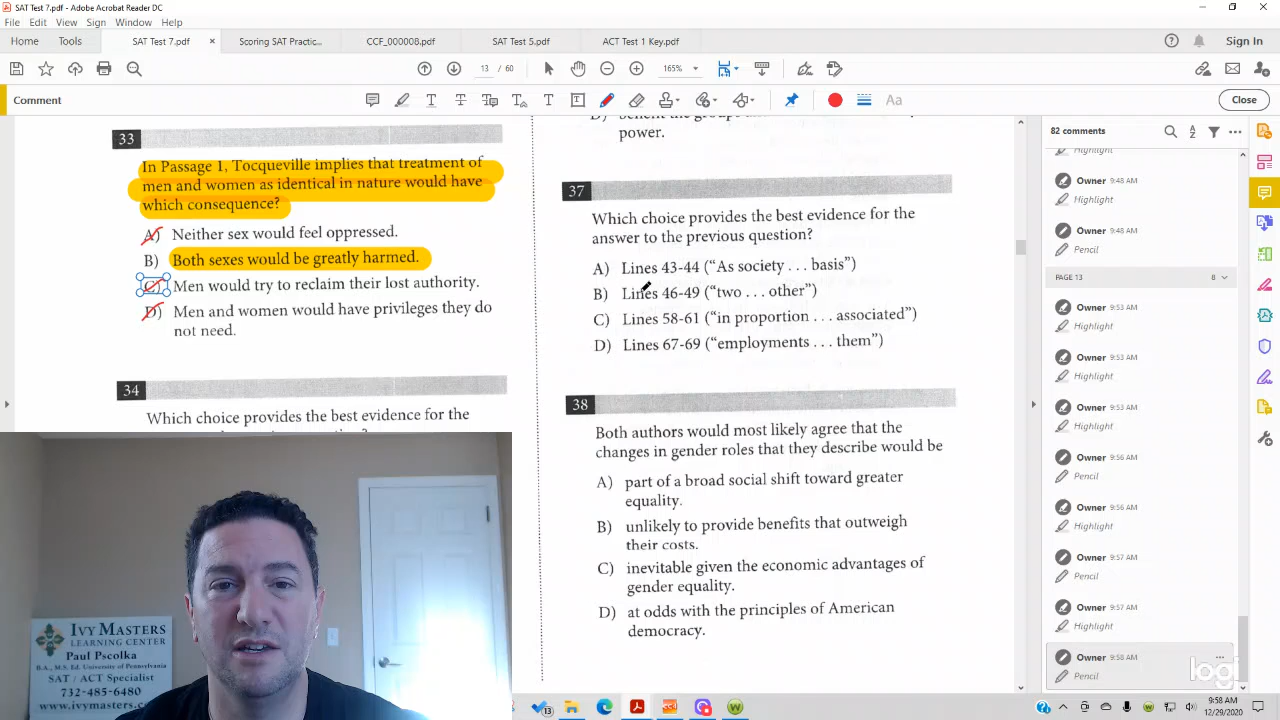 SAT Test 7.pdf - Adobe Acrobat Reader DC
File Edit View Sign Window Help
Home Tools SAT Test 7.pdf × Scoring SAT Practic... CCF_000008.pdf SAT Test 5.pdf ACT Test 1 Key.pdf Sign In
13 / 60 165%
Comment Aa Close
33
In Passage 1, Tocqueville implies that treatment of
men and women as identical in nature would have
which consequence?
A) Neither sex would feel oppressed.
B) Both sexes would be greatly harmed.
C) Men would try to reclaim their lost authority.
D) Men and women would have privileges they do
not need.
34
Which choice provides the best evidence for the
power.
37
Which choice provides the best evidence for the
answer to the previous question?
A) Lines 43-44 (“As society . . . basis”)
B) Lines 46-49 (“two . . . other”)
C) Lines 58-61 (“in proportion . . . associated”)
D) Lines 67-69 (“employments . . . them”)
38
Both authors would most likely agree that the
changes in gender roles that they describe would be
A) part of a broad social shift toward greater
equality.
B) unlikely to provide benefits that outweigh
their costs.
C) inevitable given the economic advantages of
gender equality.
D) at odds with the principles of American
democracy.
82 comments
Highlight
Owner 9:48 AM
Highlight
Owner 9:48 AM
Pencil
PAGE 13 8
Owner 9:53 AM
Highlight
Owner 9:53 AM
Highlight
Owner 9:53 AM
Highlight
Owner 9:56 AM
Pencil
Owner 9:56 AM
Highlight
Owner 9:57 AM
Pencil
Owner 9:57 AM
Highlight
Owner 9:58 AM
Pencil
logi
IVY MASTERS
LEARNING CENTER
Paul Pscolka
B.A., M.S. Ed. University of Pennsylvania
SAT / ACT Specialist
732-485-6480
www.ivymasters.
13
9:58 AM
12/29/2020